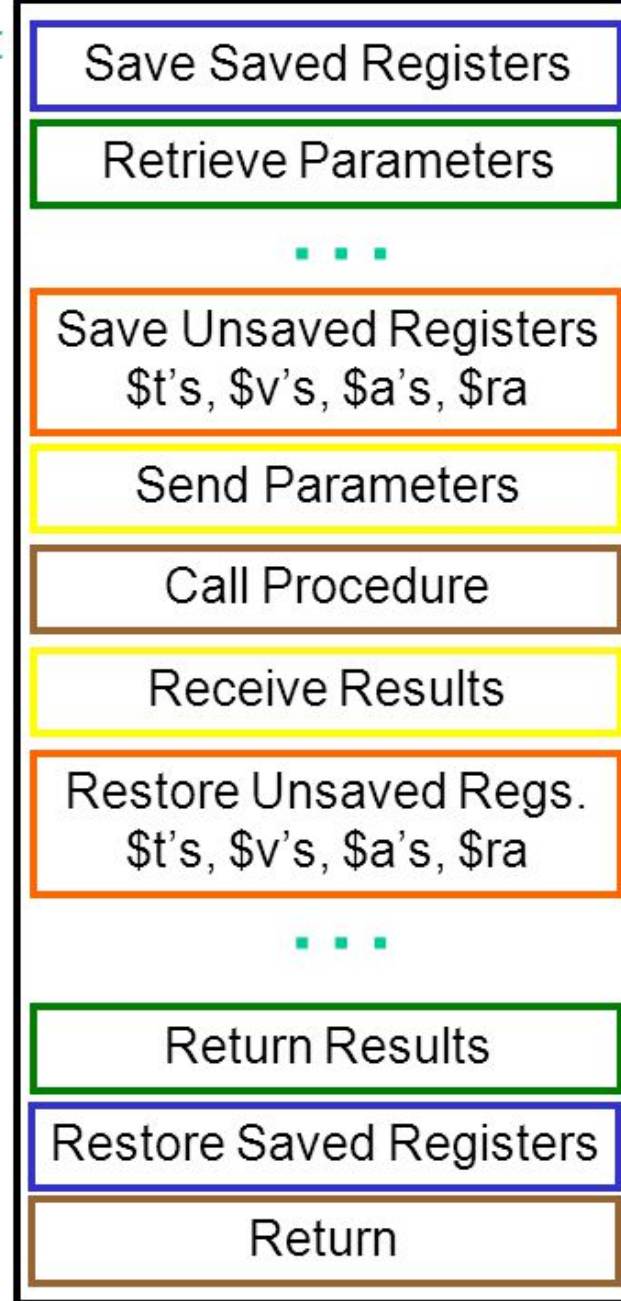 Save Saved Registers
Retrieve Parameters
. . .
Save Unsaved Registers
$t's, $v's, $a's, $ra
Send Parameters
Call Procedure
Receive Results
Restore Unsaved Regs.
$t's, $v's, $a's, $ra
. . .
Return Results
Restore Saved Registers
Return